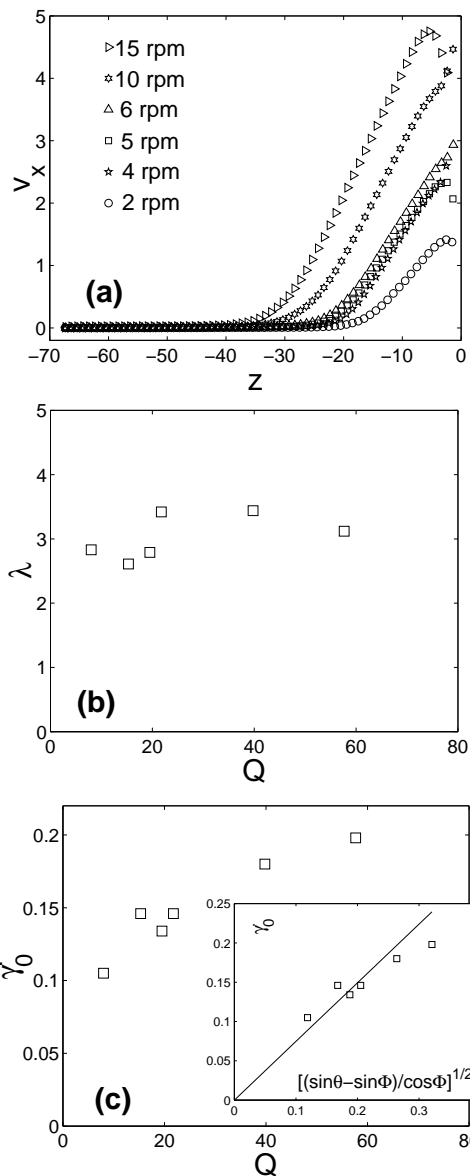 5
4
3
2
1
0
v_x
▷ 15 rpm
✡ 10 rpm
△ 6 rpm
□ 5 rpm
★ 4 rpm
○ 2 rpm
(a)
−70 −60 −50 −40 −30 −20 −10 0
z
5
4
3
2
1
0
λ
(b)
0 20 40 60 80
Q
0.2
0.15
0.1
0.05
0
γ̇₀
(c)
0 20 40 60 80
Q
0.25
0.2
0.15
0.1
0.05
0
γ̇₀
0 0.1 0.2 0.3
[(sinθ−sinΦ)/cosΦ]^1/2